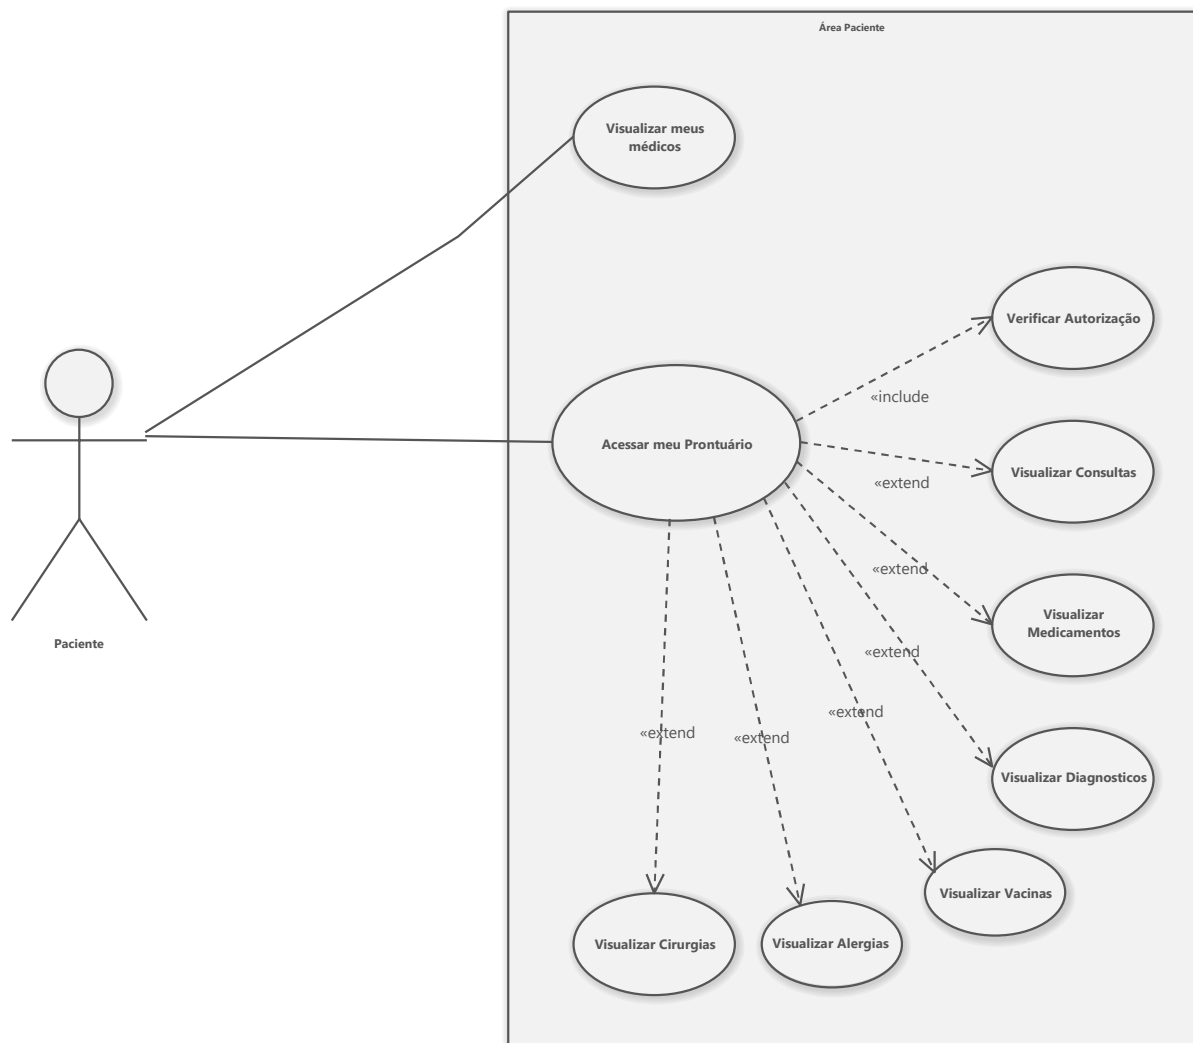 Área Paciente
Visualizar meus
médicos
Verificar Autorização
«include
Acessar meu Prontuário
Visualizar Consultas
«extend
«extend
Visualizar
Medicamentos
Paciente
«extend
«extend
«extend
«extend
Visualizar Diagnosticos
Visualizar Vacinas
Visualizar Cirurgias
Visualizar Alergias